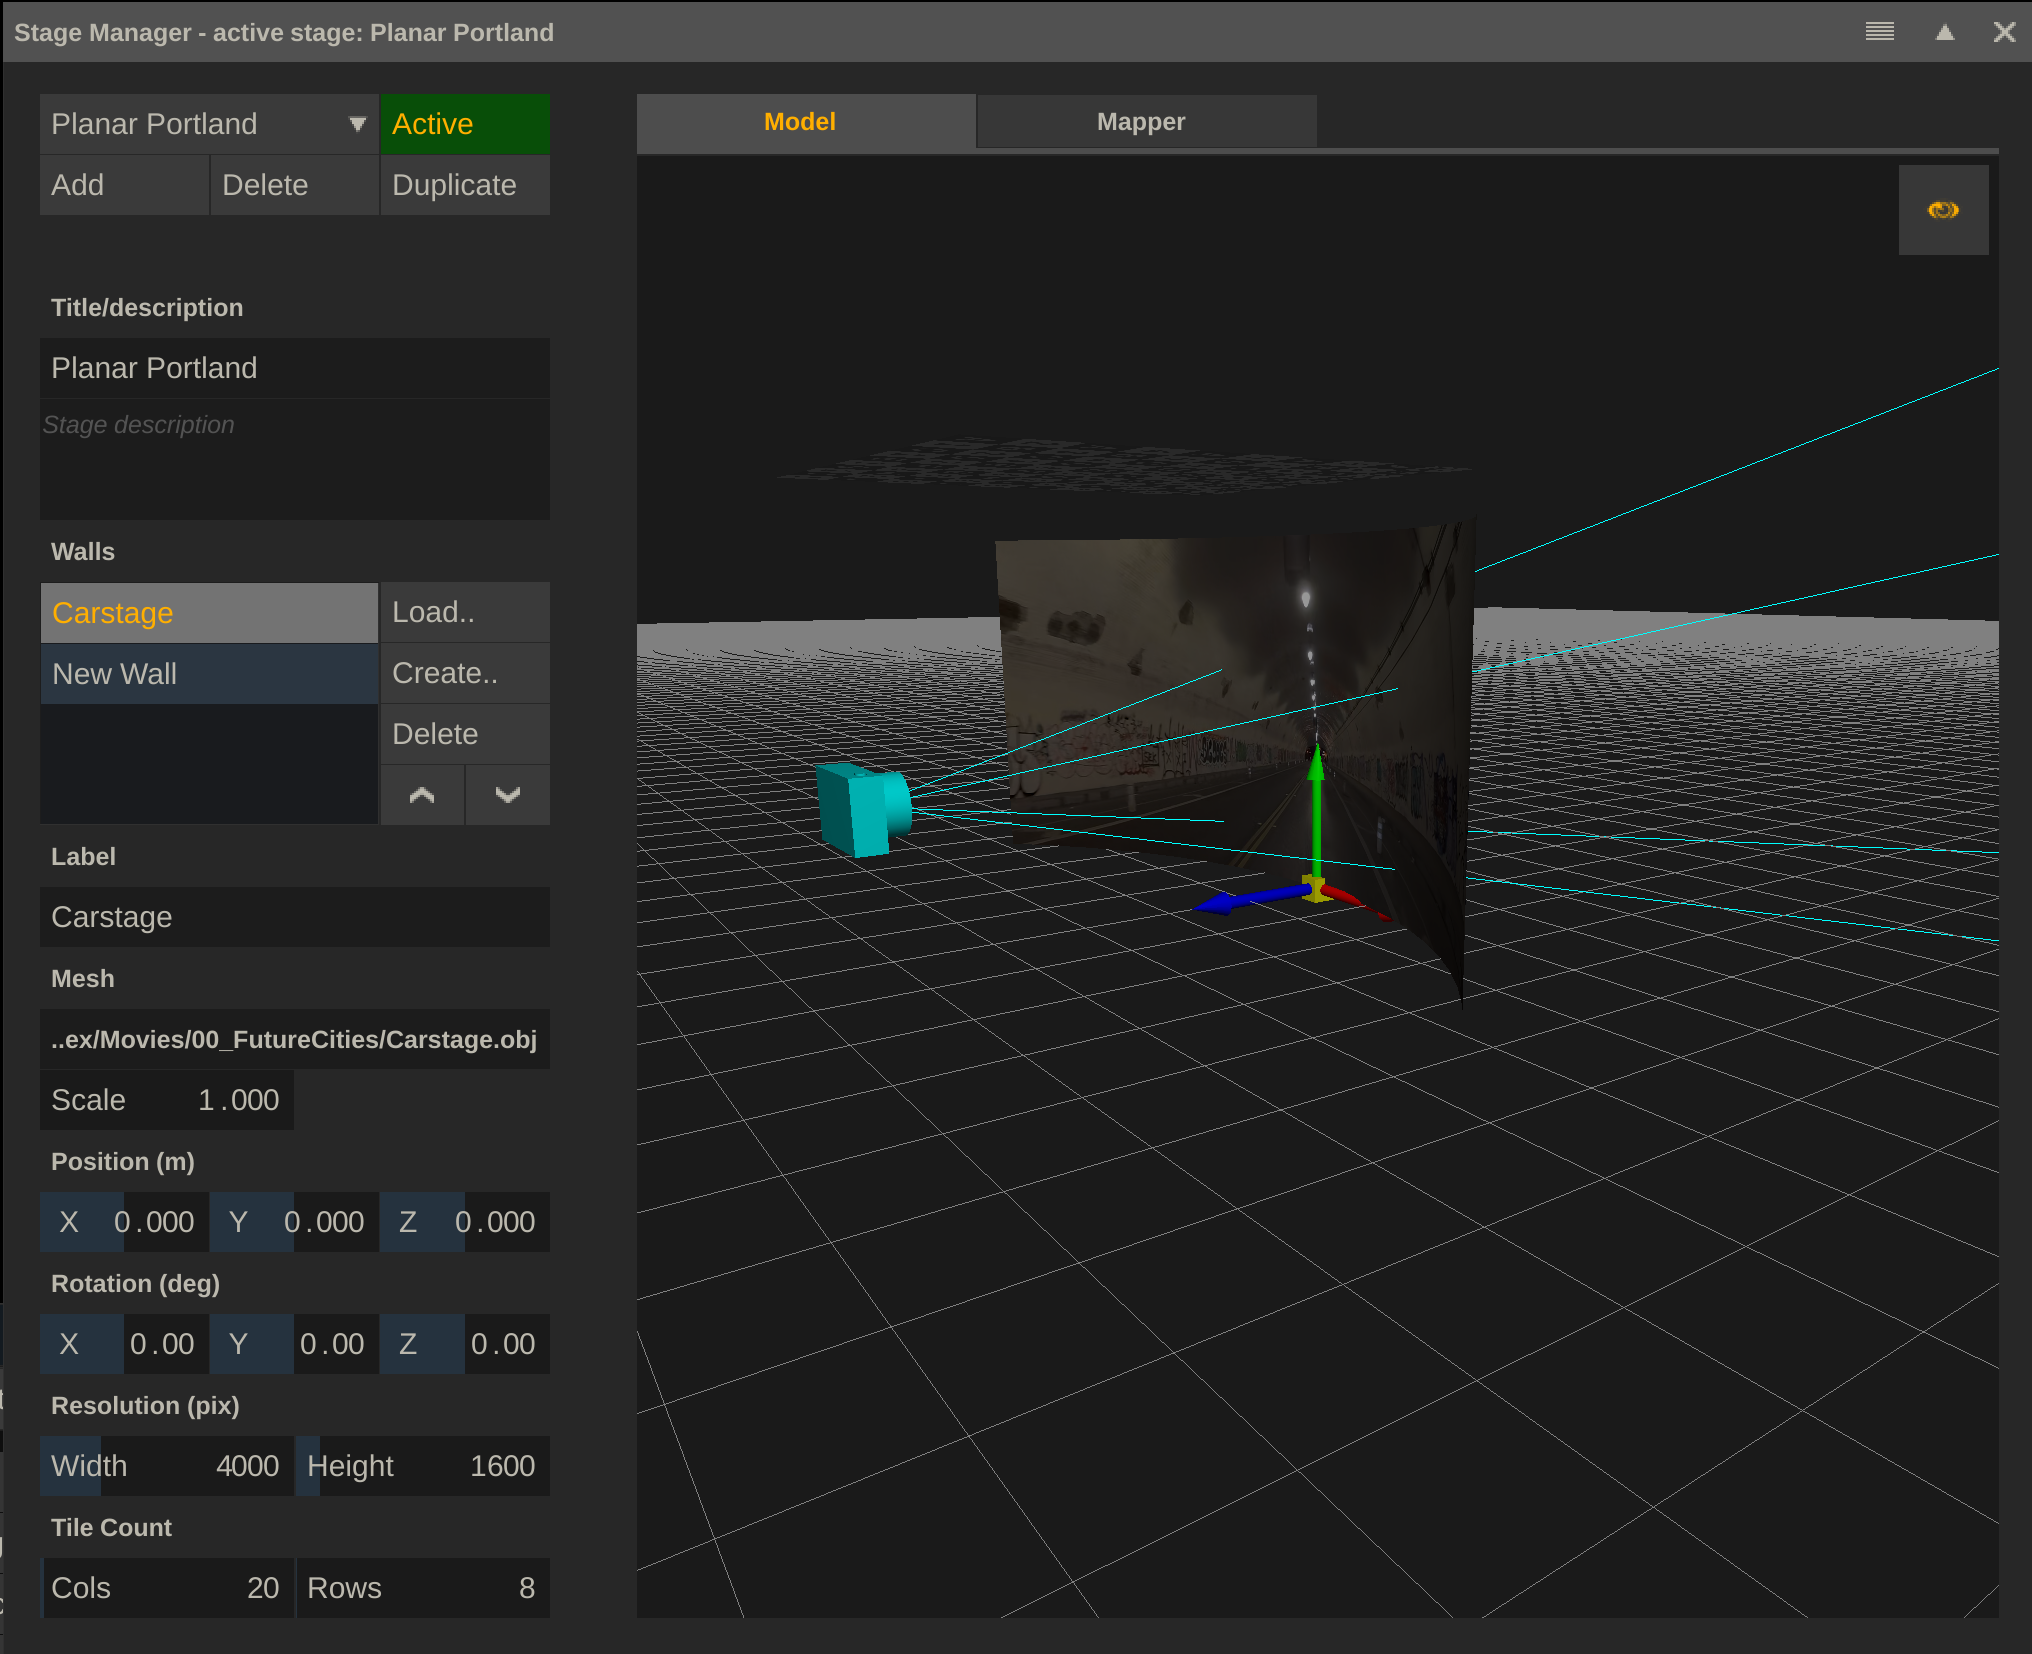 Stage Manager - active stage: Planar Portland
Planar Portland
Active
Add
Delete
Duplicate
Title/description
Planar Portland
Stage description
Walls
Carstage
Load..
New Wall
Create..
Delete
Label
Carstage
Mesh
..ex/Movies/00_FutureCities/Carstage.obj
Scale 1.000
Position (m)
X 0.000 Y 0.000 Z 0.000
Rotation (deg)
X 0.00 Y 0.00 Z 0.00
Resolution (pix)
Width 4000 Height 1600
Tile Count
Cols 20 Rows 8
Model
Mapper